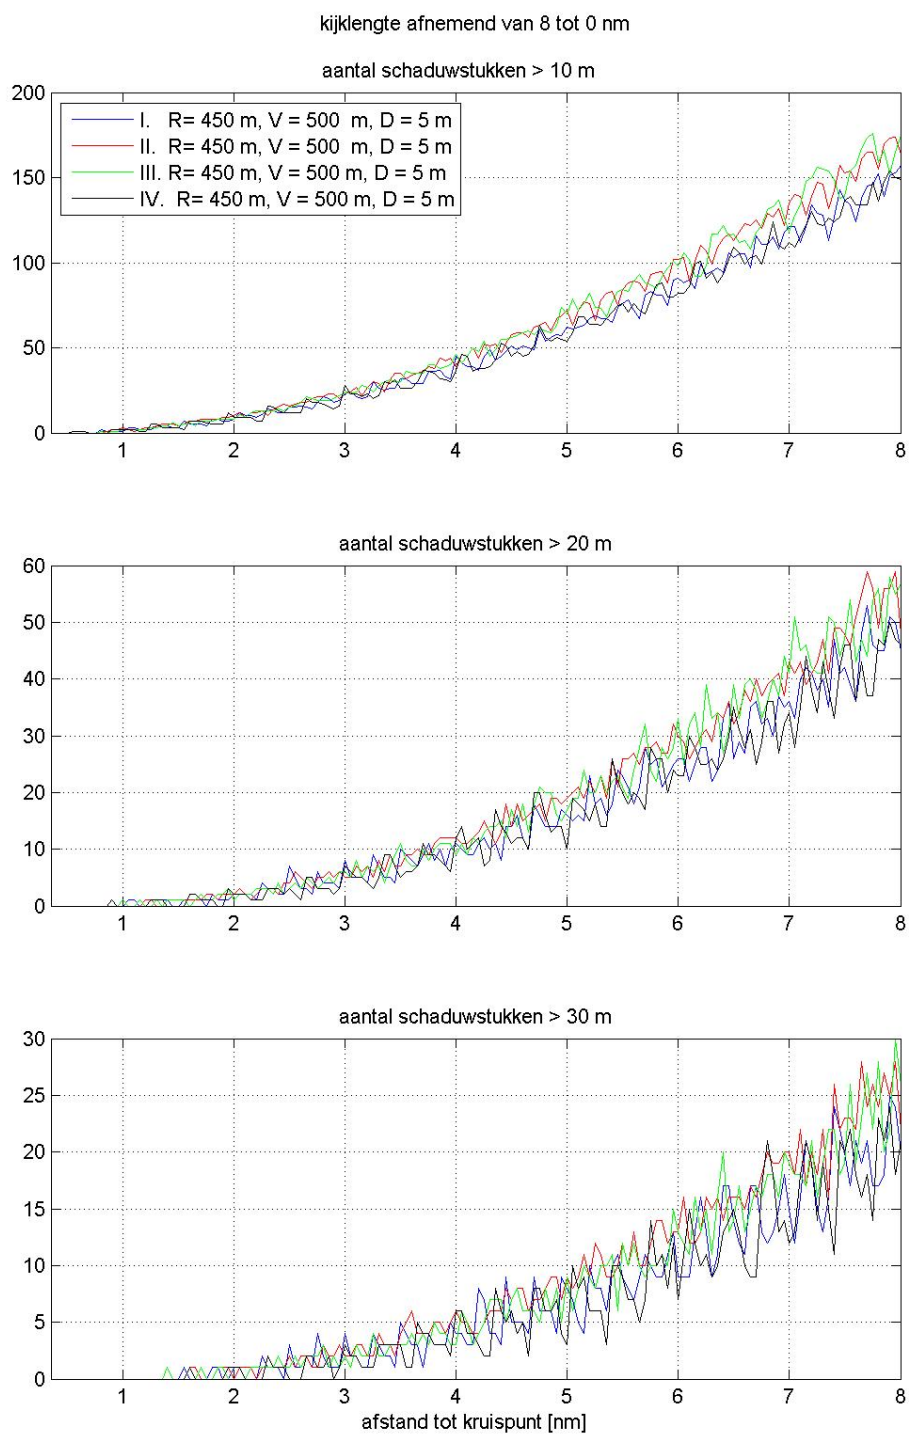 kijklengte afnemend van 8 tot 0 nm
aantal schaduwstukken > 10 m
200
150
100
50
0
I. R= 450 m, V = 500 m, D = 5 m
II. R= 450 m, V = 500 m, D = 5 m
III. R= 450 m, V = 500 m, D = 5 m
IV. R= 450 m, V = 500 m, D = 5 m
1 2 3 4 5 6 7 8
aantal schaduwstukken > 20 m
60
50
40
30
20
10
0
1 2 3 4 5 6 7 8
aantal schaduwstukken > 30 m
30
25
20
15
10
5
0
1 2 3 4 5 6 7 8
afstand tot kruispunt [nm]